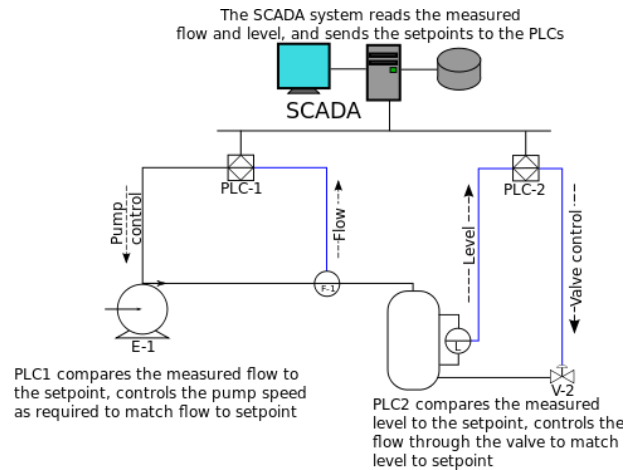 The SCADA system reads the measured
flow and level, and sends the setpoints to the PLCs
SCADA
PLC-1
PLC-2
Pump
control
Flow
Level
Valve control
F-1
L
E-1
V-2
PLC1 compares the measured flow to
the setpoint, controls the pump speed
as required to match flow to setpoint
PLC2 compares the measured
level to the setpoint, controls the
flow through the valve to match
level to setpoint